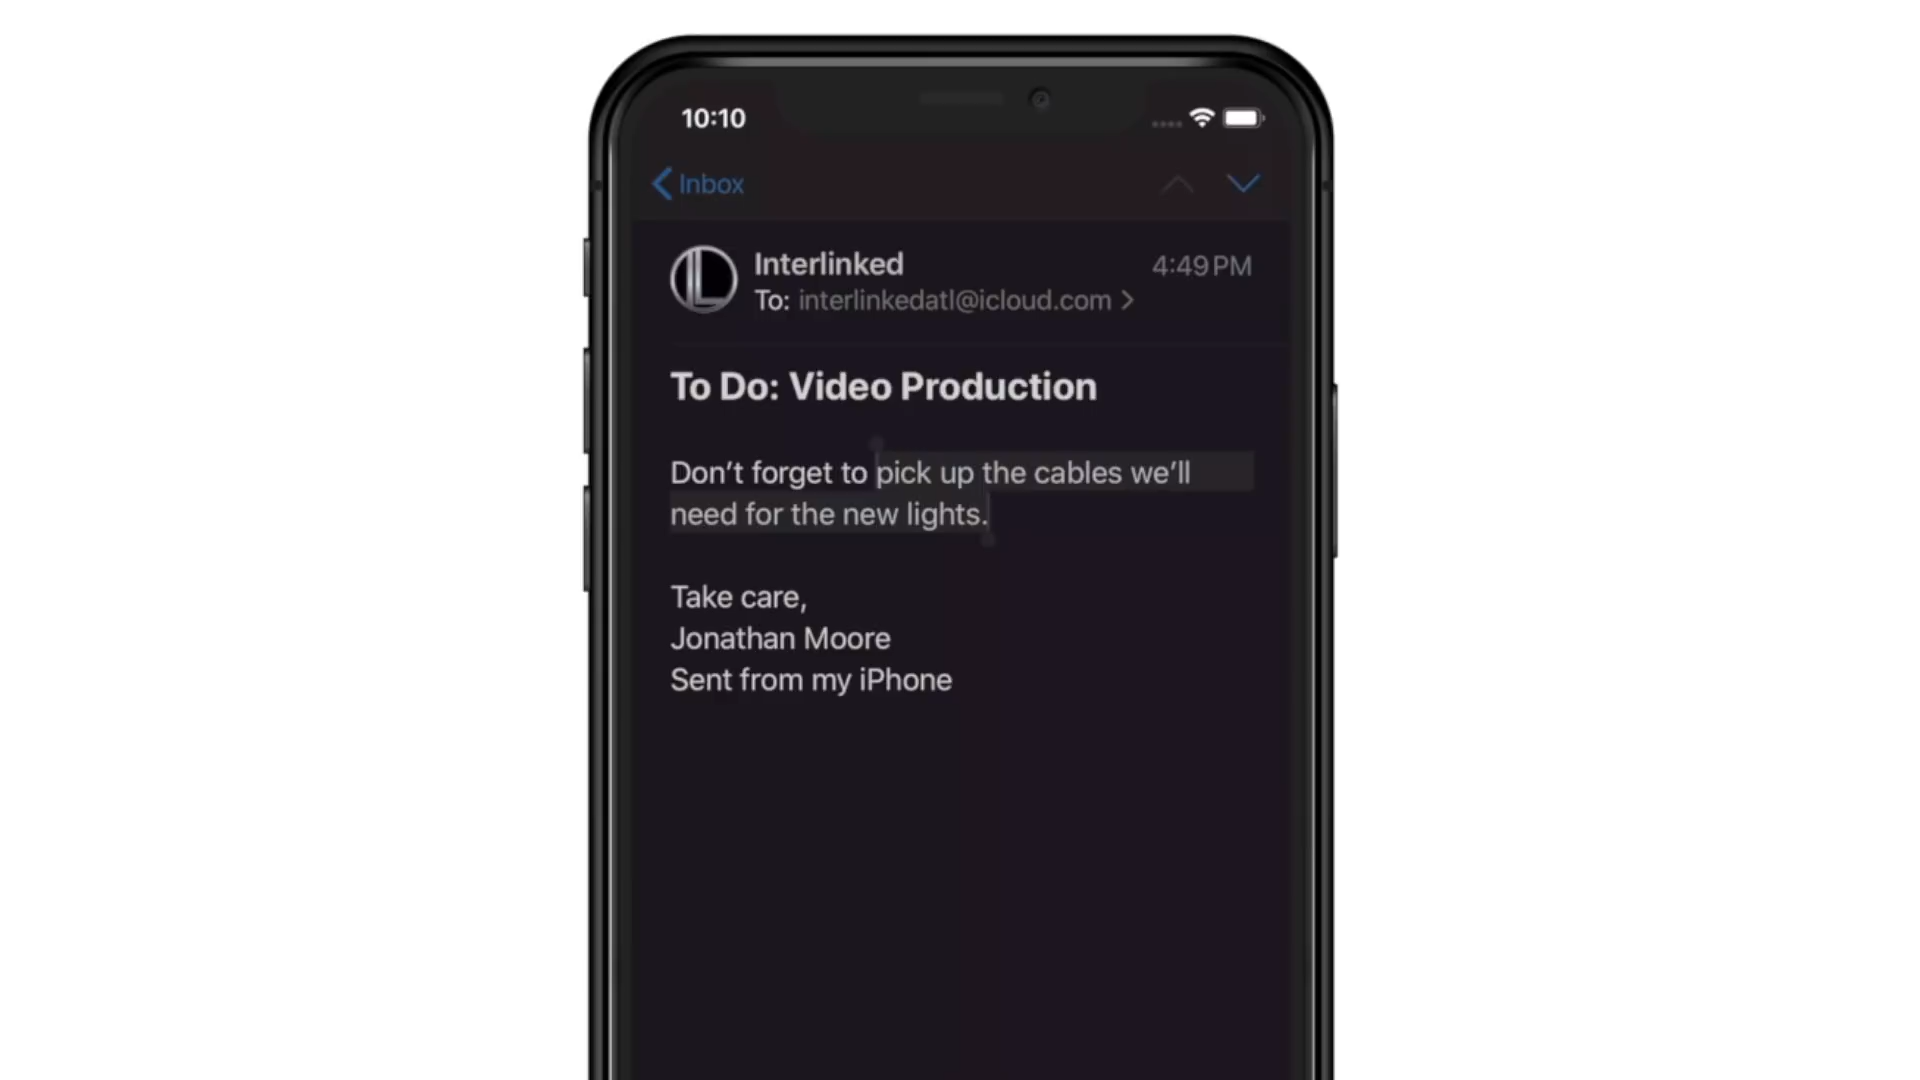 10:10
Inbox
Interlinked
4:49 PM
To: interlinkedatl@icloud.com
To Do: Video Production
Don’t forget to pick up the cables we’ll
need for the new lights.
Take care,
Jonathan Moore
Sent from my iPhone